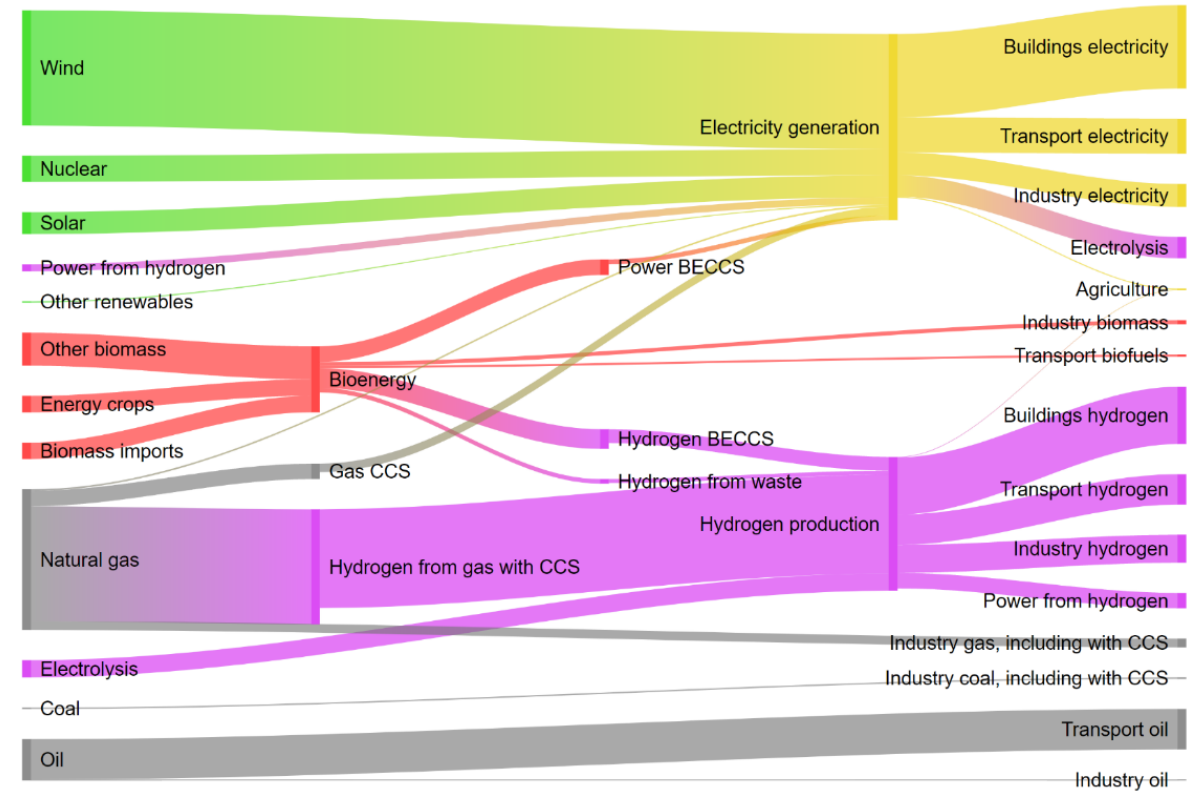 Wind
Nuclear
Solar
Power from hydrogen
Other renewables
Other biomass
Energy crops
Biomass imports
Natural gas
Electrolysis
Coal
Oil
Bioenergy
Gas CCS
Hydrogen from gas with CCS
Power BECCS
Hydrogen BECCS
Hydrogen from waste
Electricity generation
Hydrogen production
Buildings electricity
Transport electricity
Industry electricity
Electrolysis
Agriculture
Industry biomass
Transport biofuels
Buildings hydrogen
Transport hydrogen
Industry hydrogen
Power from hydrogen
Industry gas, including with CCS
Industry coal, including with CCS
Transport oil
Industry oil